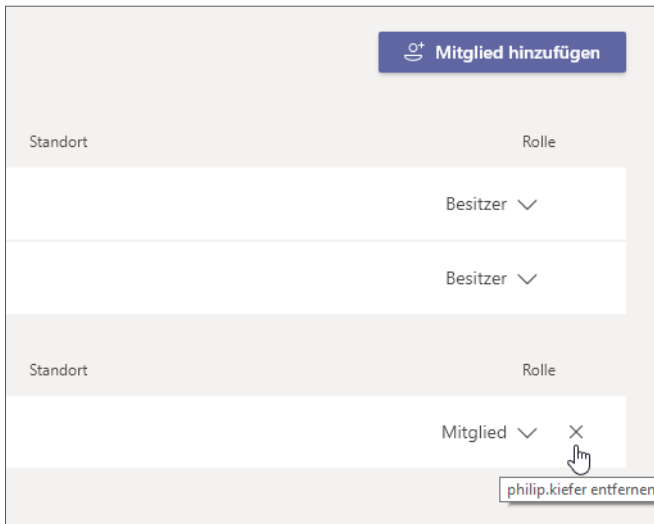 Mitglied hinzufügen
Standort Rolle
Besitzer
Besitzer
Standort Rolle
Mitglied
philip.kiefer entfernen